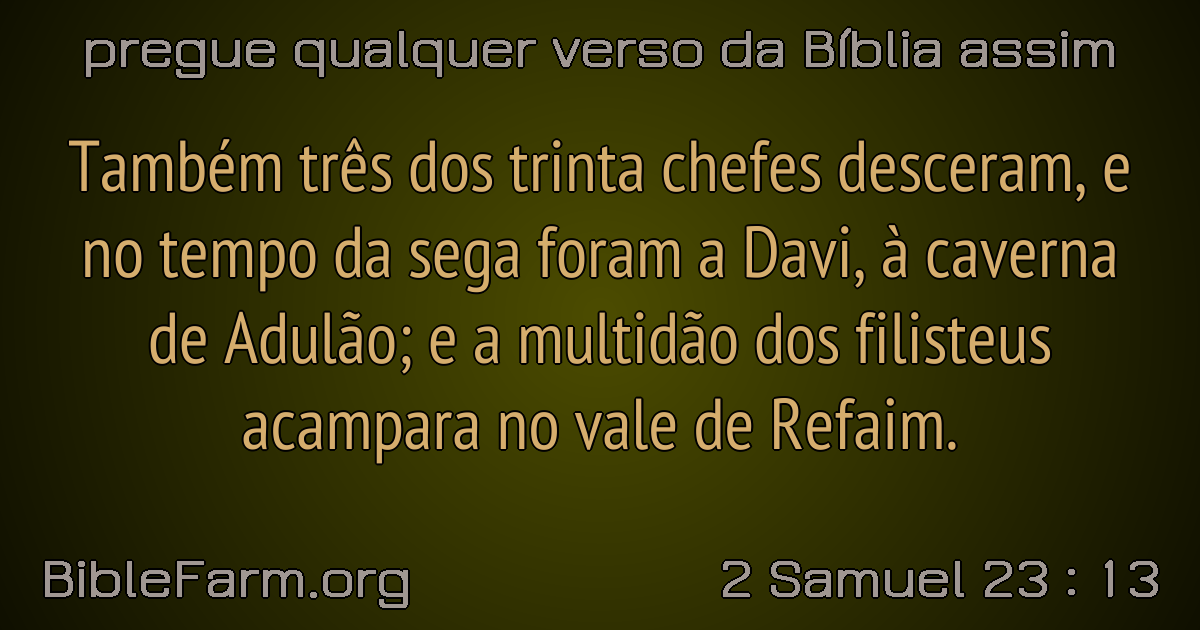 pregue qualquer verso da Bíblia assim
Também três dos trinta chefes desceram, e
no tempo da sega foram a Davi, à caverna
de Adulão; e a multidão dos filisteus
acampara no vale de Refaim.
BibleFarm.org
2 Samuel 23 : 13